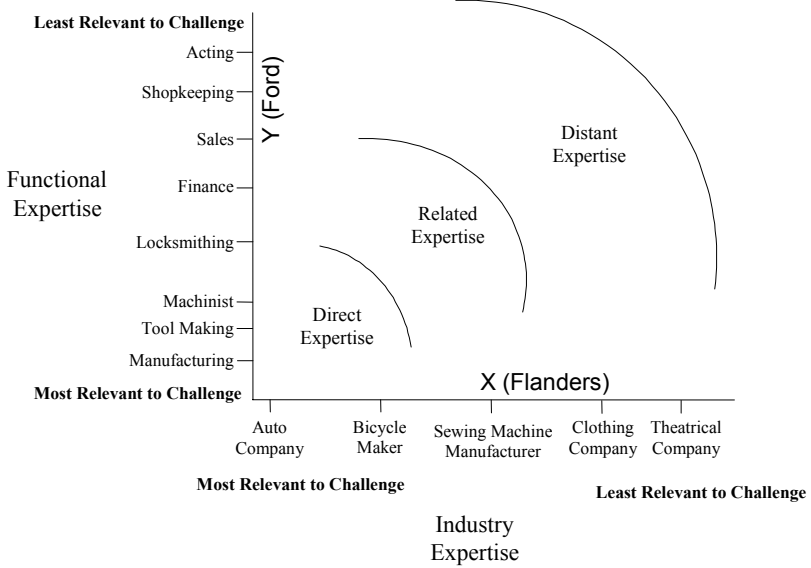 Least Relevant to Challenge
Acting
Shopkeeping
Sales
Finance
Locksmithing
Machinist
Tool Making
Manufacturing
Most Relevant to Challenge
Functional
Expertise
Y (Ford)
Distant
Expertise
Related
Expertise
Direct
Expertise
X (Flanders)
Auto
Company
Bicycle
Maker
Sewing Machine
Manufacturer
Clothing
Company
Theatrical
Company
Most Relevant to Challenge
Least Relevant to Challenge
Industry
Expertise